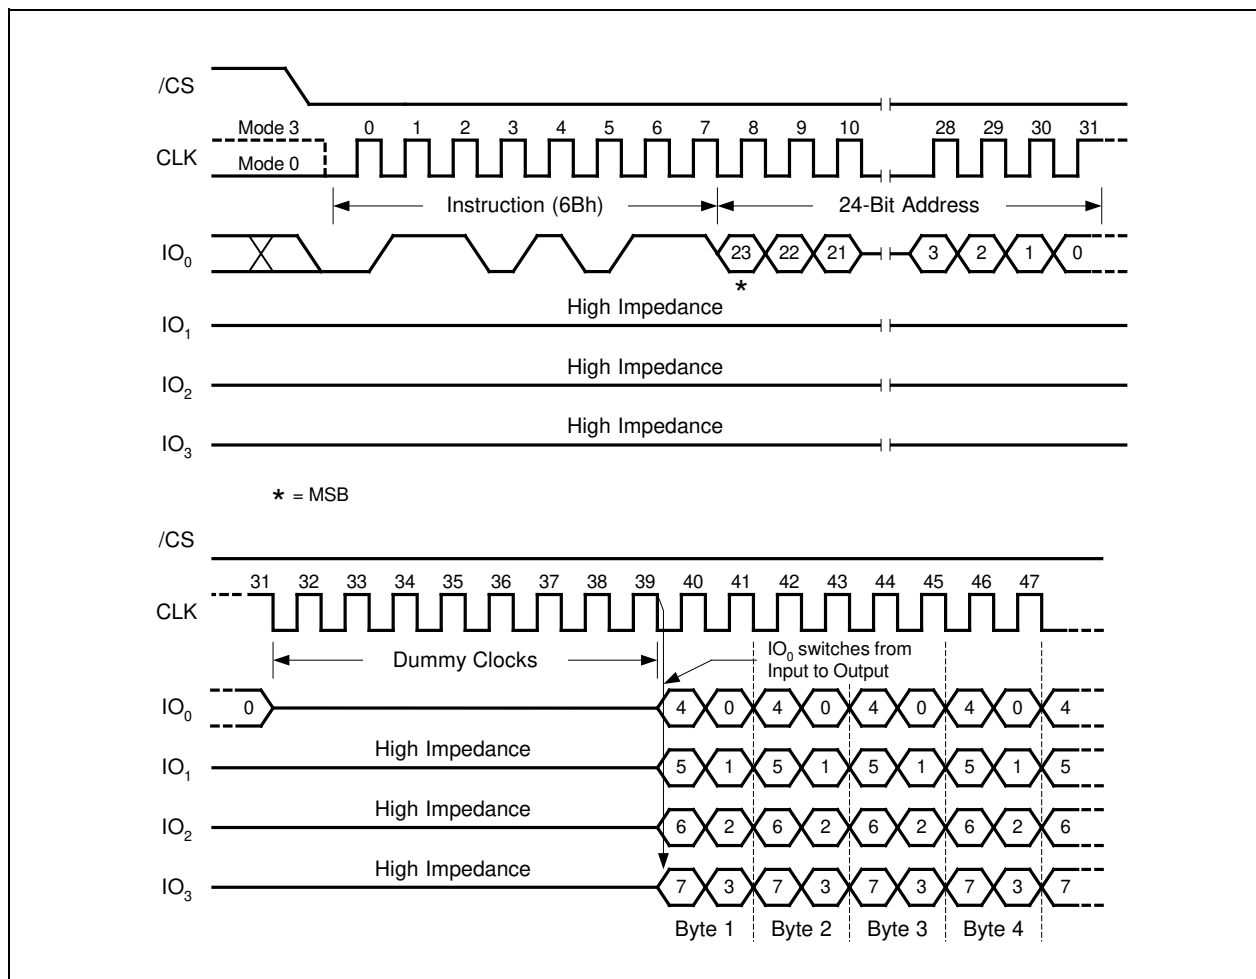 /CS
Mode 3 0 1 2 3 4 5 6 7 8 9 10 28 29 30 31
CLK
Mode 0
Instruction (6Bh) 24-Bit Address
IO0 23 22 21 3 2 1 0
*
High Impedance
IO1
High Impedance
IO2
High Impedance
IO3
* = MSB
/CS
31 32 33 34 35 36 37 38 39 40 41 42 43 44 45 46 47
CLK
Dummy Clocks
IO0 switches from
Input to Output
IO0 0 4 0 4 0 4 0 4 0 4
High Impedance
IO1 5 1 5 1 5 1 5 1 5
High Impedance
IO2 6 2 6 2 6 2 6 2 6
High Impedance
IO3 7 3 7 3 7 3 7 3 7
Byte 1 Byte 2 Byte 3 Byte 4